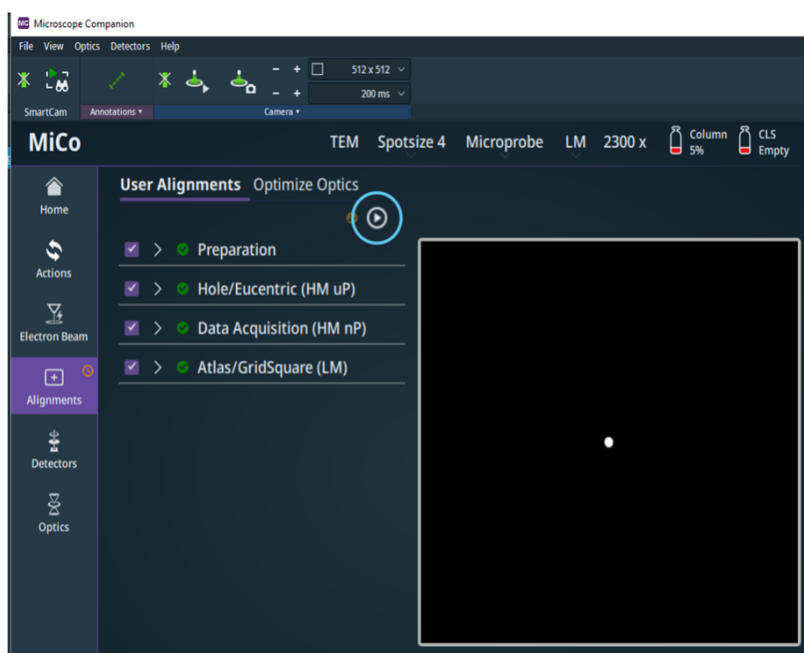 MC Microscope Companion
File View Optics Detectors Help
- + 512 x 512
- + 200 ms
SmartCam Annotations ▾ Camera ▾
MiCo TEM Spotsize 4 Microprobe LM 2300 x Column 5% CLS Empty
Home
Actions
Electron Beam
Alignments
Detectors
Optics
User Alignments Optimize Optics
Preparation
Hole/Eucentric (HM uP)
Data Acquisition (HM nP)
Atlas/GridSquare (LM)